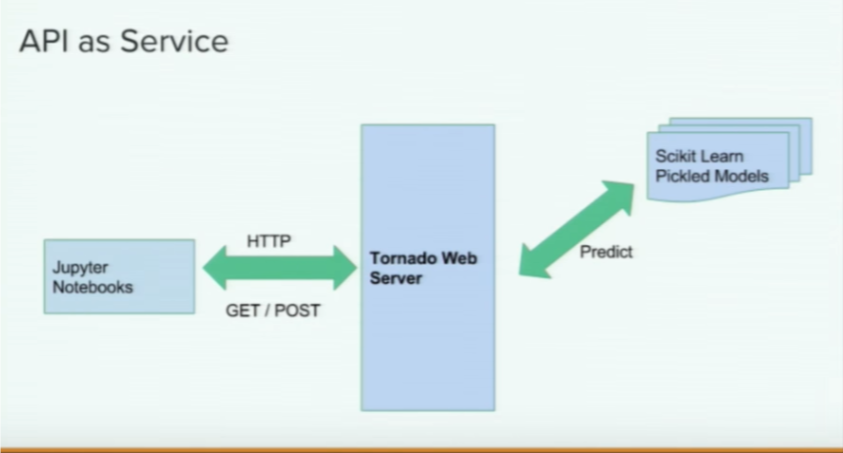 API as Service
Scikit Learn
Pickled Models
HTTP
Jupyter
Notebooks
Tornado Web
Server
Predict
GET / POST